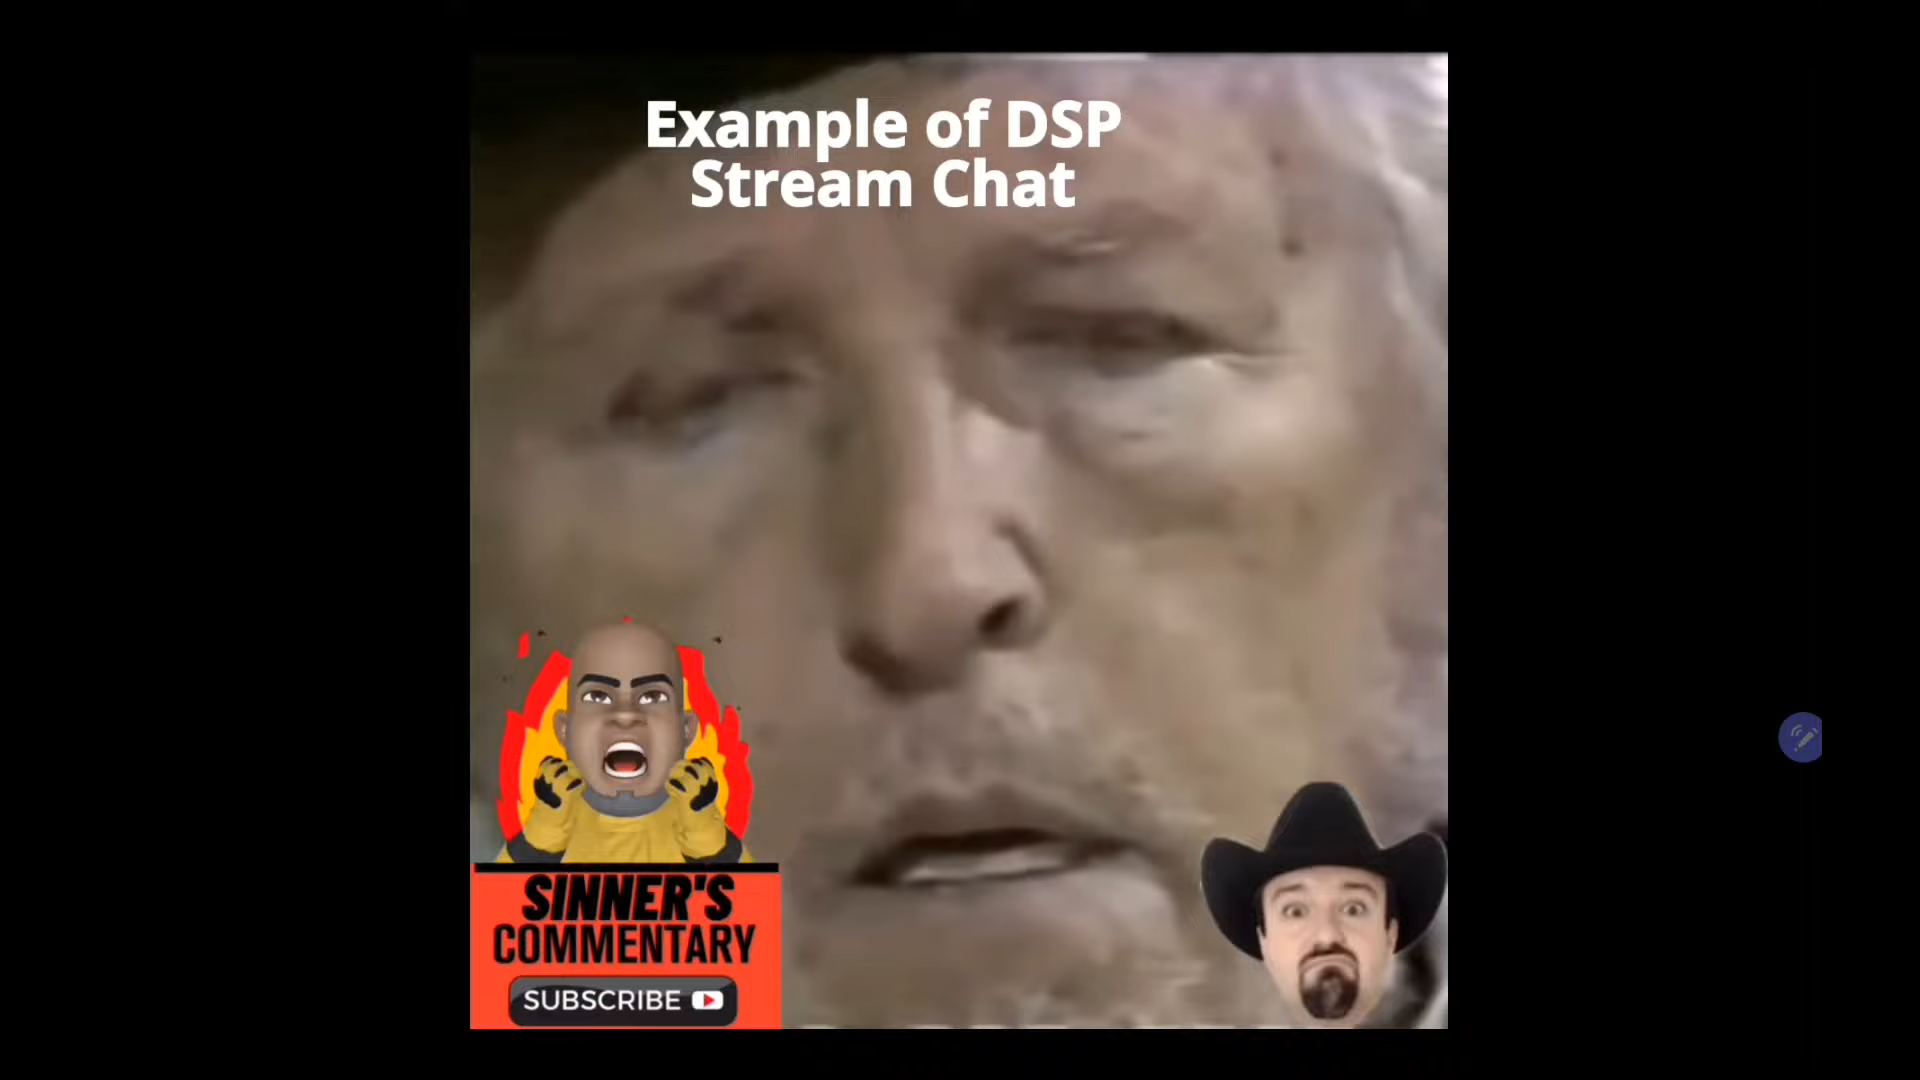 Example of DSP
Stream Chat
SINNER'S
COMMENTARY
SUBSCRIBE